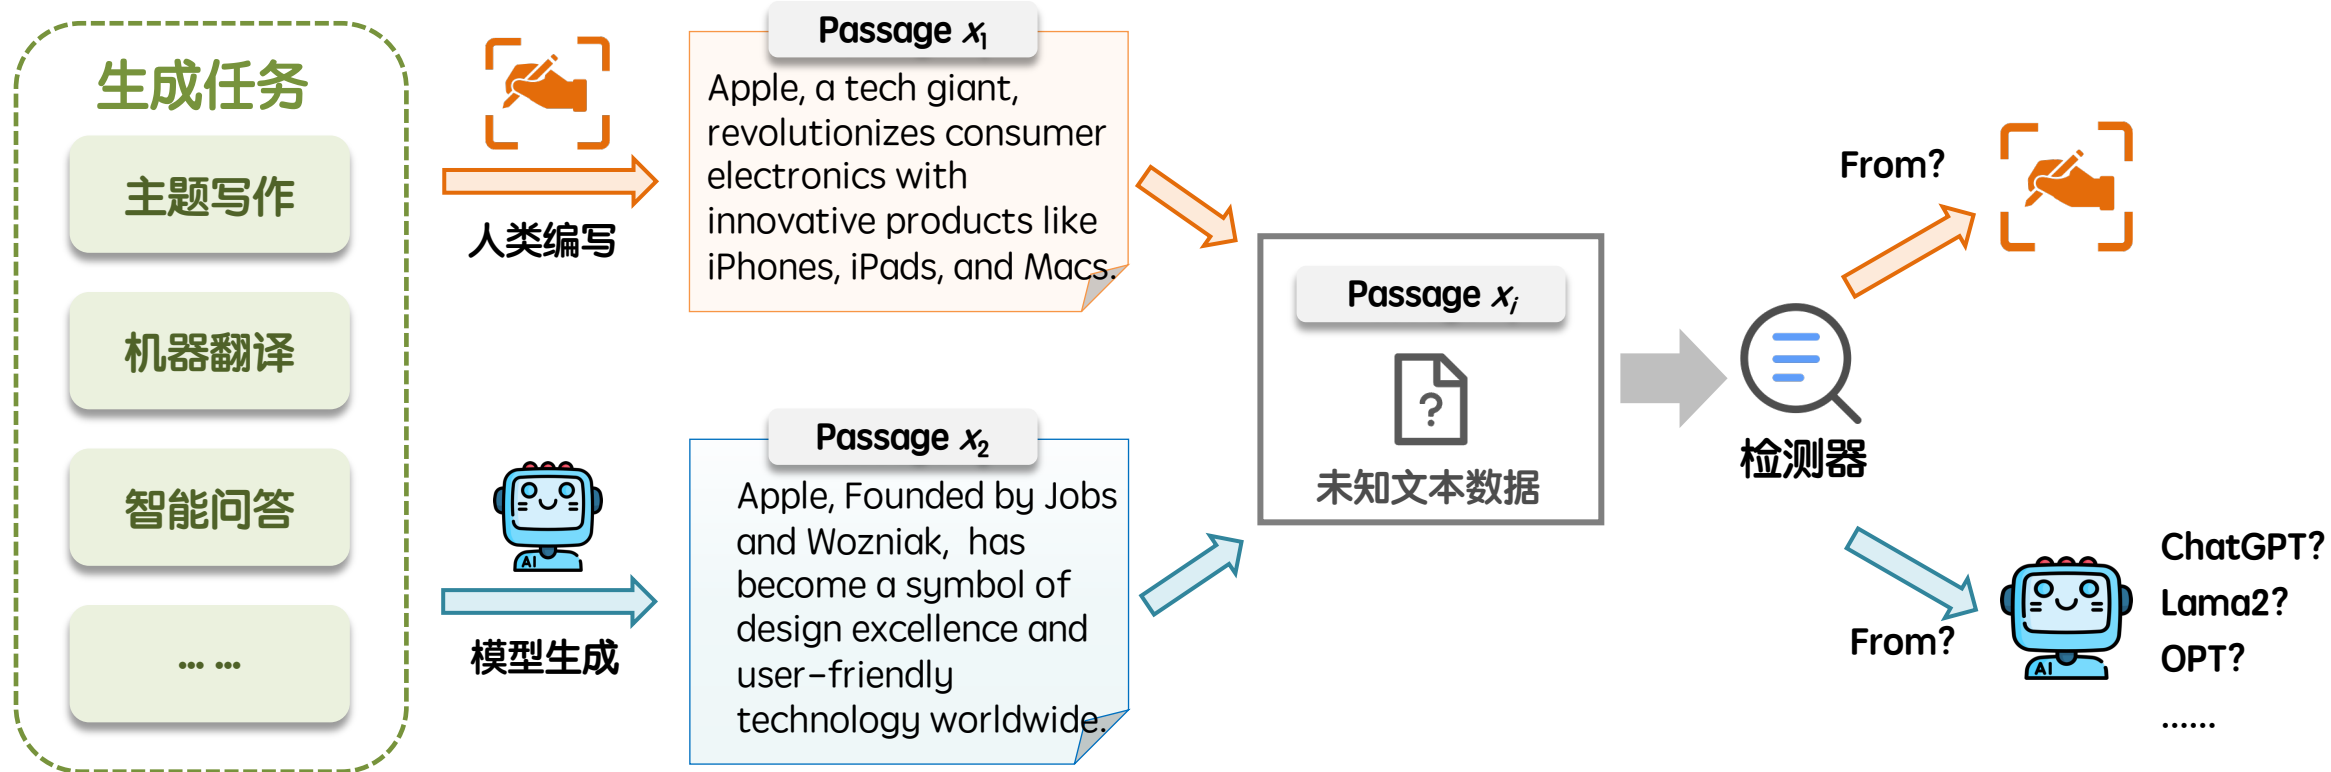 生成任务
主题写作
机器翻译
智能问答
... ...
人类编写
Passage x1
Apple, a tech giant,
revolutionizes consumer
electronics with
innovative products like
iPhones, iPads, and Macs.
AI
模型生成
Passage x2
Apple, Founded by Jobs
and Wozniak,  has
become a symbol of
design excellence and
user-friendly
technology worldwide.
Passage xi
?
未知文本数据
检测器
From?
From?
AI
ChatGPT?
Lama2?
OPT?
......